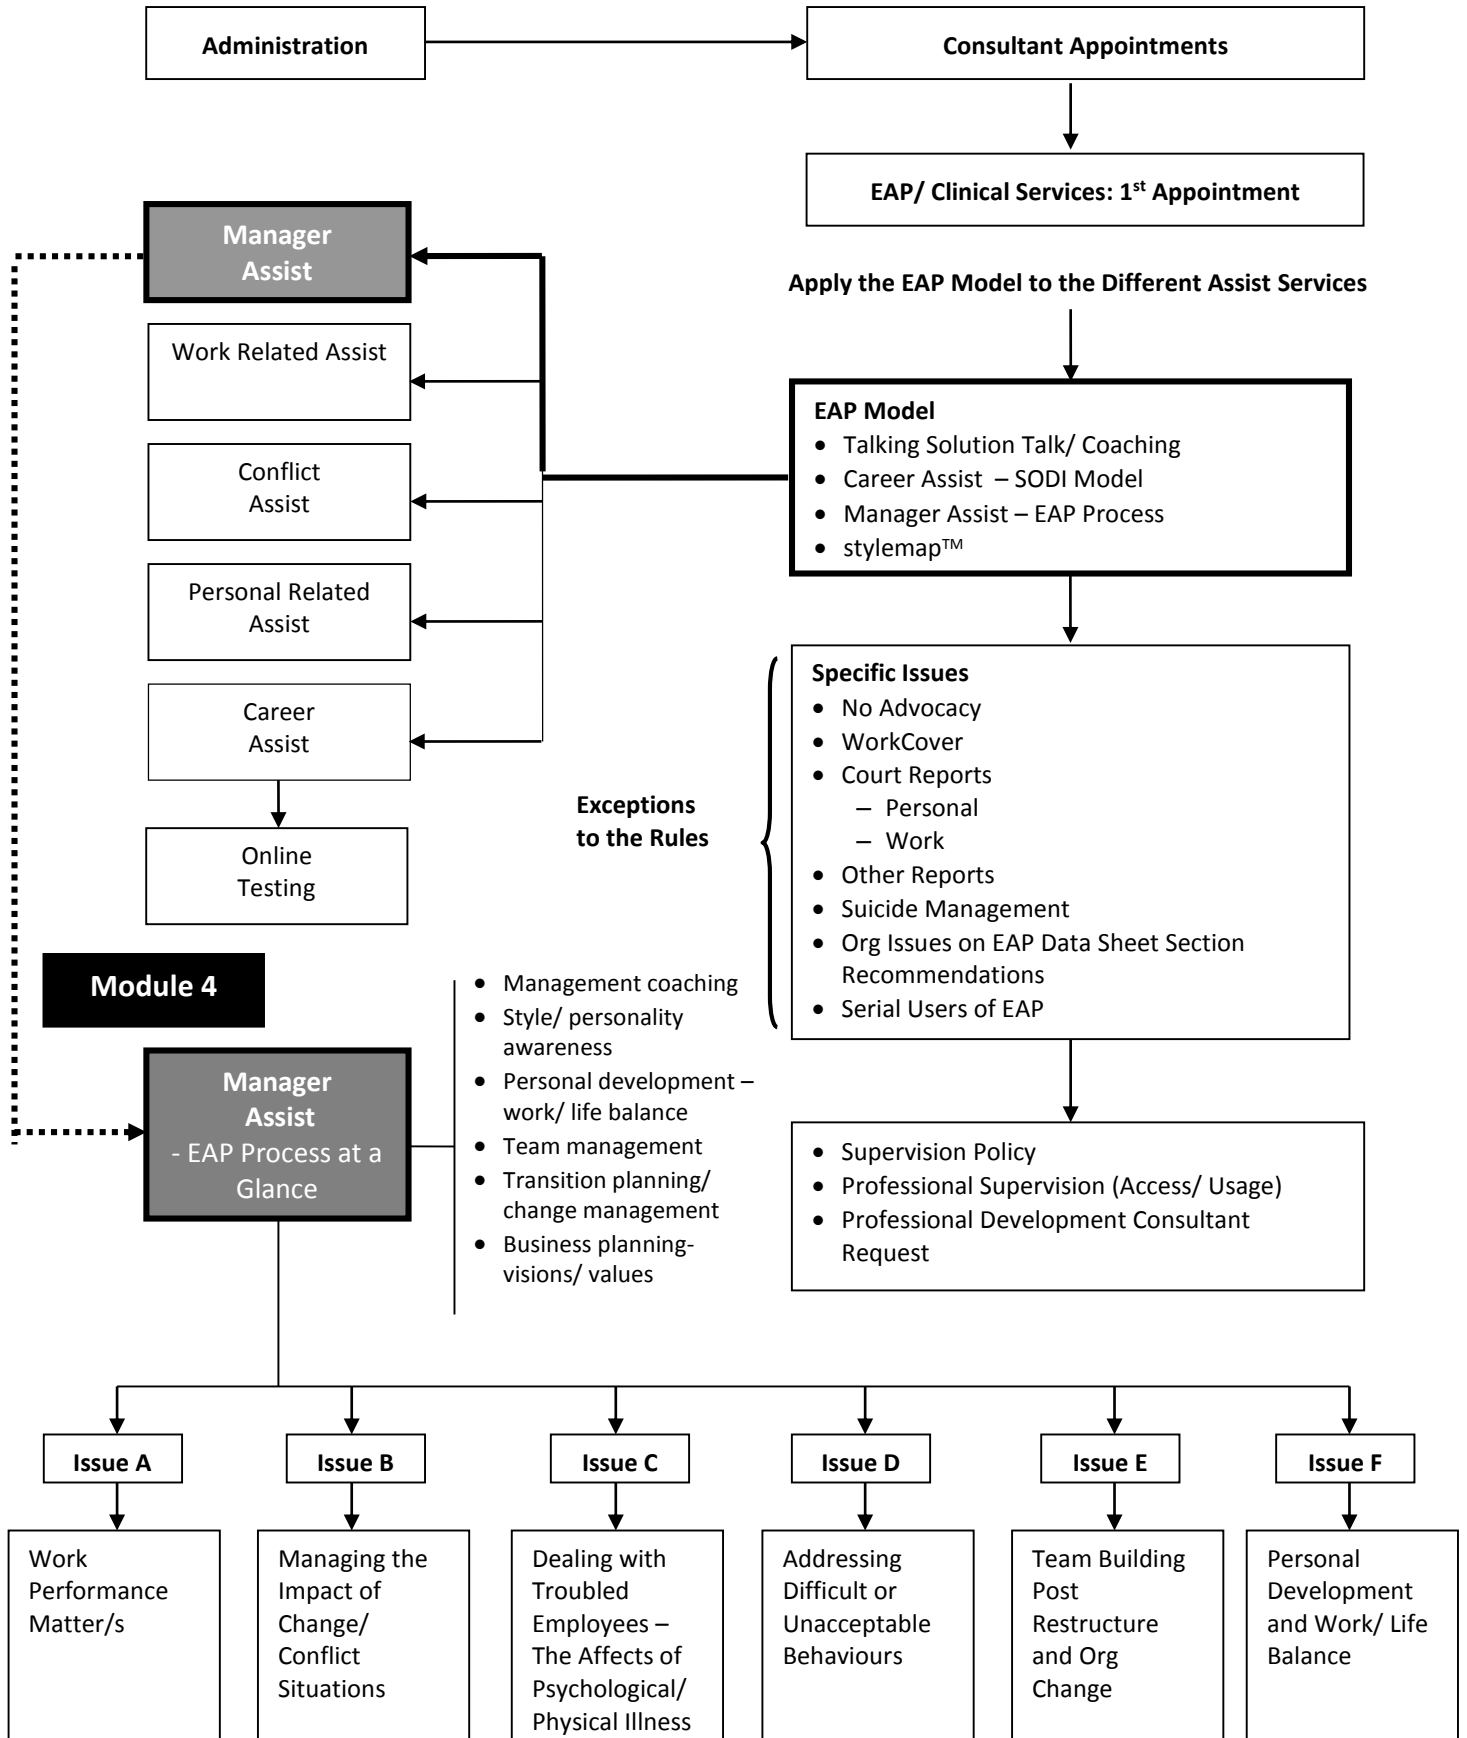 Administration
Consultant Appointments
EAP/ Clinical Services: 1st Appointment
Manager
Assist
Apply the EAP Model to the Different Assist Services
Work Related Assist
Conflict
Assist
Personal Related
Assist
Career
Assist
Online
Testing
EAP Model
• Talking Solution Talk/ Coaching
• Career Assist – SODI Model
• Manager Assist – EAP Process
• stylemap™
Exceptions
to the Rules
Specific Issues
• No Advocacy
• WorkCover
• Court Reports
– Personal
– Work
• Other Reports
• Suicide Management
• Org Issues on EAP Data Sheet Section
Recommendations
• Serial Users of EAP
Module 4
Manager
Assist
- EAP Process at a
Glance
• Management coaching
• Style/ personality
awareness
• Personal development –
work/ life balance
• Team management
• Transition planning/
change management
• Business planning-
visions/ values
• Supervision Policy
• Professional Supervision (Access/ Usage)
• Professional Development Consultant
Request
Issue A
Issue B
Issue C
Issue D
Issue E
Issue F
Work
Performance
Matter/s
Managing the
Impact of
Change/
Conflict
Situations
Dealing with
Troubled
Employees –
The Affects of
Psychological/
Physical Illness
Addressing
Difficult or
Unacceptable
Behaviours
Team Building
Post
Restructure
and Org
Change
Personal
Development
and Work/ Life
Balance